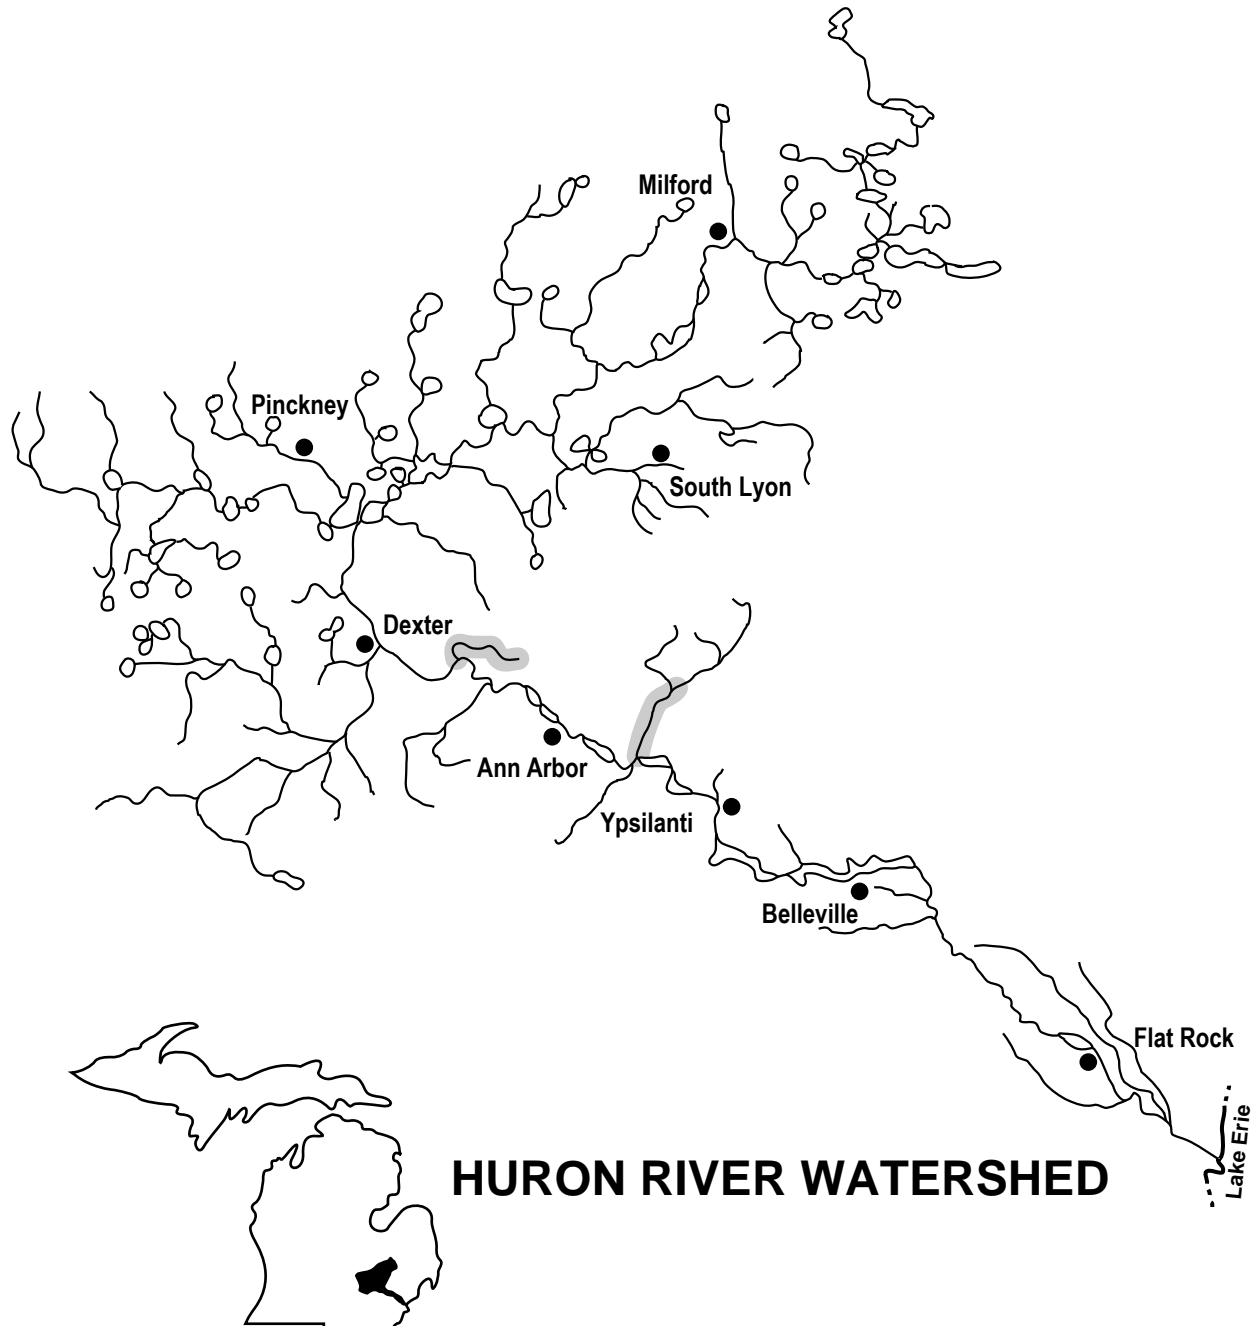 Milford
Pinckney
South Lyon
Dexter
Ann Arbor
Ypsilanti
Belleville
Flat Rock
Lake Erie
HURON RIVER WATERSHED